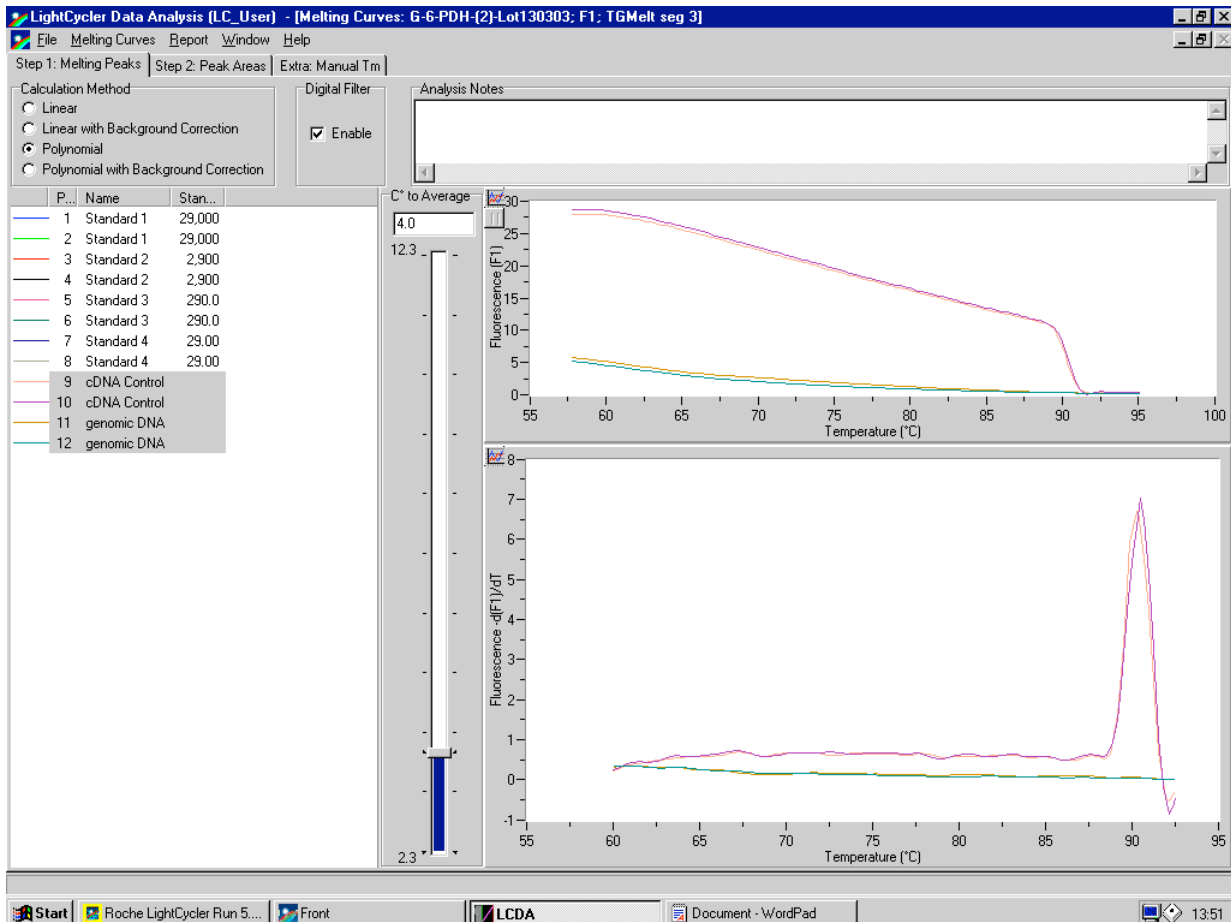 LightCycler Data Analysis (LC_User) - [Melting Curves: G-6-PDH-(2)-Lot130303; F1; TGMelt seg 3]
File Melting Curves Report Window Help
Step 1: Melting Peaks Step 2: Peak Areas Extra: Manual Tm
Calculation Method
Linear
Linear with Background Correction
Polynomial
Polynomial with Background Correction
Digital Filter
Enable
Analysis Notes
P... Name Stan...
1 Standard 1 29,000
2 Standard 1 29,000
3 Standard 2 2,900
4 Standard 2 2,900
5 Standard 3 290.0
6 Standard 3 290.0
7 Standard 4 29.00
8 Standard 4 29.00
9 cDNA Control
10 cDNA Control
11 genomic DNA
12 genomic DNA
C° to Average
4.0
12.3
2.3
Fluorescence (F1)
30
25
20
15
10
5
0
55 60 65 70 75 80 85 90 95 100
Temperature (°C)
Fluorescence -d(F1)/dT
8
7
6
5
4
3
2
1
0
-1
55 60 65 70 75 80 85 90 95
Temperature (°C)
Start Roche LightCycler Run 5.... Front LCDA Document - WordPad 13:51